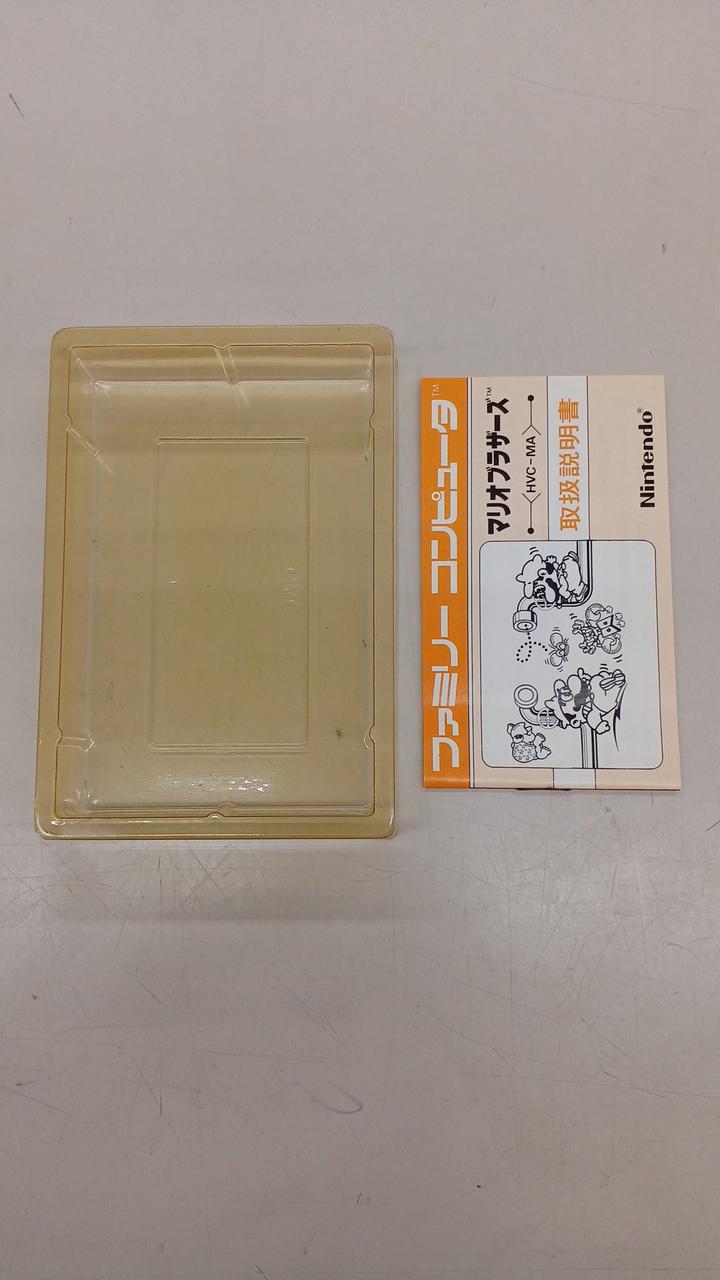 ファミリー コンピュータ™
マリオブラザーズ™
HVC-MA
取扱説明書
Nintendo®